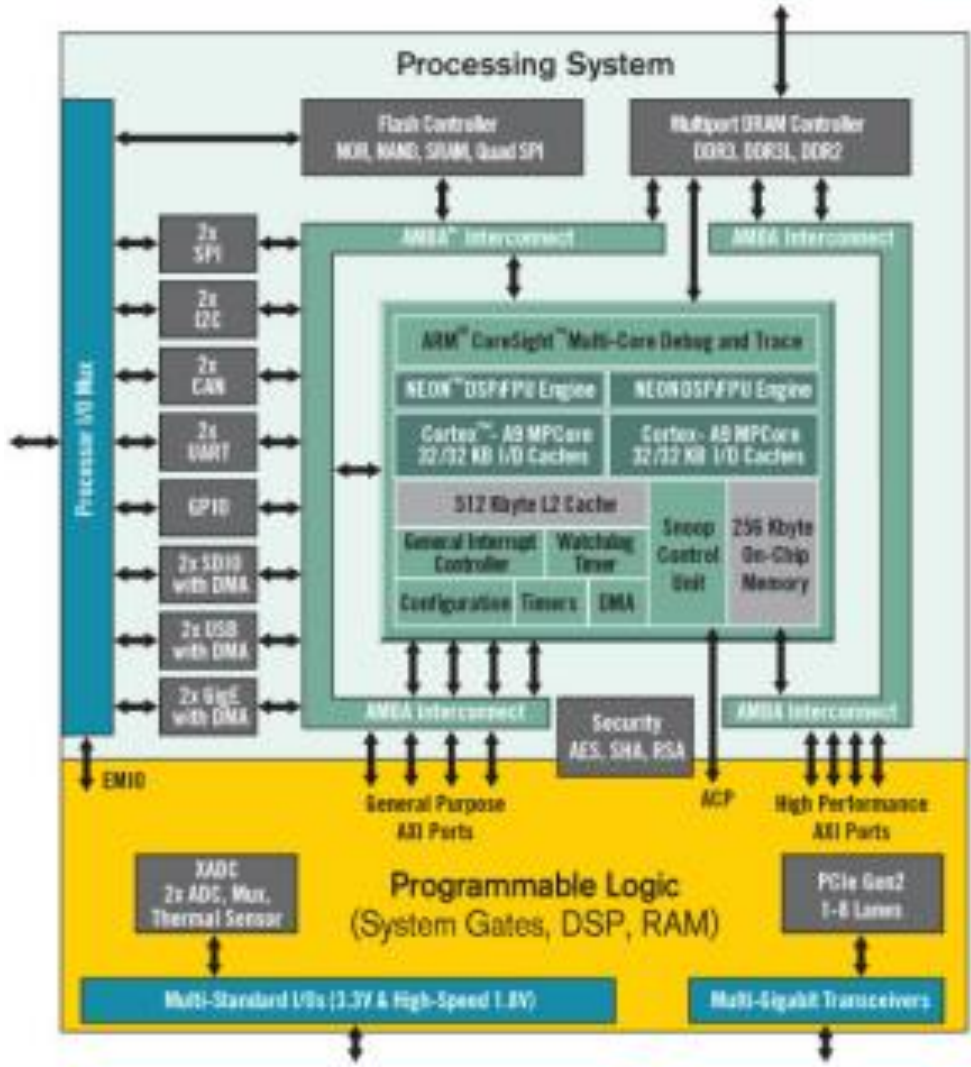 Processing System
Flash Controller
NOR, NAND, SRAM, Quad SPI
Multiport DRAM Controller
DDR3, DDR3L, DDR2
AMBA® Interconnect
AMBA Interconnect
Processor I/O Mux
2x
SPI
2x
I2C
2x
CAN
2x
UART
GPIO
2x SDIO
with DMA
2x USB
with DMA
2x GigE
with DMA
ARM® CoreSight™ Multi-Core Debug and Trace
NEON™ DSP/FPU Engine
NEON DSP/FPU Engine
Cortex™- A9 MPCore
32/32 KB I/D Caches
Cortex- A9 MPCore
32/32 KB I/D Caches
512 Kbyte L2 Cache
General Interrupt
Controller
Watchdog
Timer
Configuration
Timers
DMA
Snoop
Control
Unit
256 Kbyte
On-Chip
Memory
AMBA Interconnect
Security
AES, SHA, RSA
AMBA Interconnect
EMIO
General Purpose
AXI Ports
ACP
High Performance
AXI Ports
XADC
2x ADC, Mux,
Thermal Sensor
Programmable Logic
(System Gates, DSP, RAM)
PCIe Gen2
1-8 Lanes
Multi-Standard I/Os (3.3V & High-Speed 1.8V)
Multi-Gigabit Transceivers